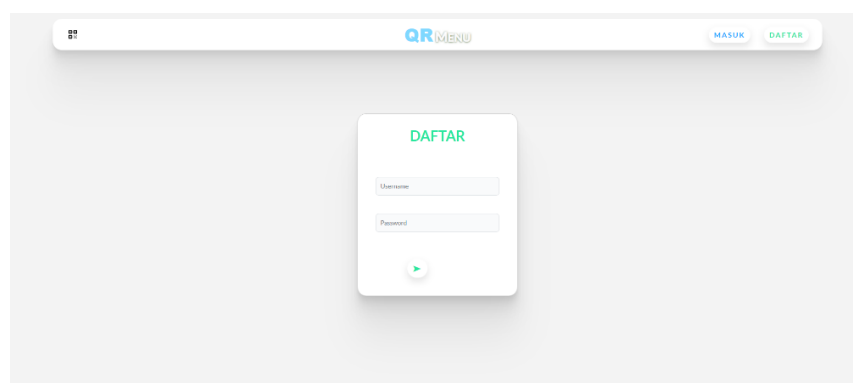 QR MENU
MASUK
DAFTAR
DAFTAR
Username
Password